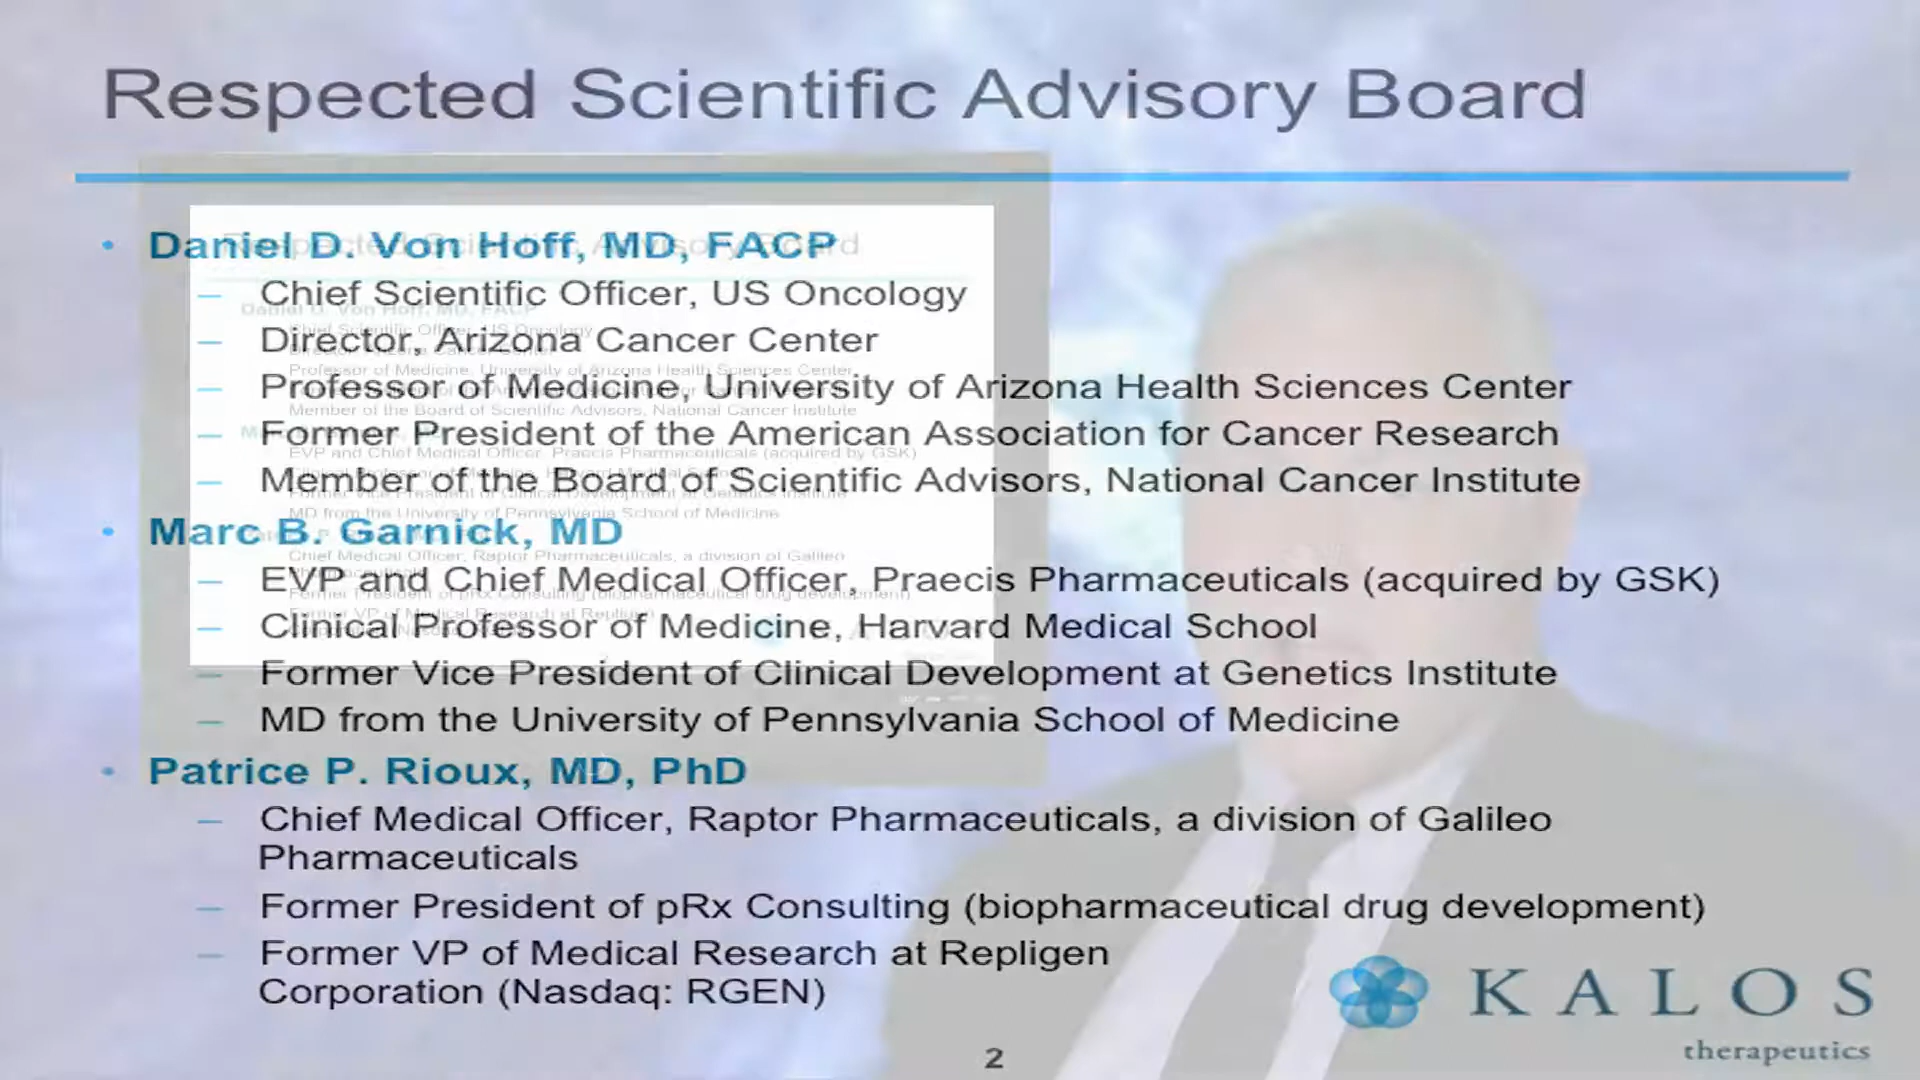 Respected Scientific Advisory Board
• Daniel D. Von Hoff, MD, FACP
– Chief Scientific Officer, US Oncology
– Director, Arizona Cancer Center
– Professor of Medicine, University of Arizona Health Sciences Center
– Former President of the American Association for Cancer Research
– Member of the Board of Scientific Advisors, National Cancer Institute
• Marc B. Garnick, MD
– EVP and Chief Medical Officer, Praecis Pharmaceuticals (acquired by GSK)
– Clinical Professor of Medicine, Harvard Medical School
– Former Vice President of Clinical Development at Genetics Institute
– MD from the University of Pennsylvania School of Medicine
• Patrice P. Rioux, MD, PhD
– Chief Medical Officer, Raptor Pharmaceuticals, a division of Galileo
Pharmaceuticals
– Former President of pRx Consulting (biopharmaceutical drug development)
– Former VP of Medical Research at Repligen
Corporation (Nasdaq: RGEN)
KALOS
therapeutics
2